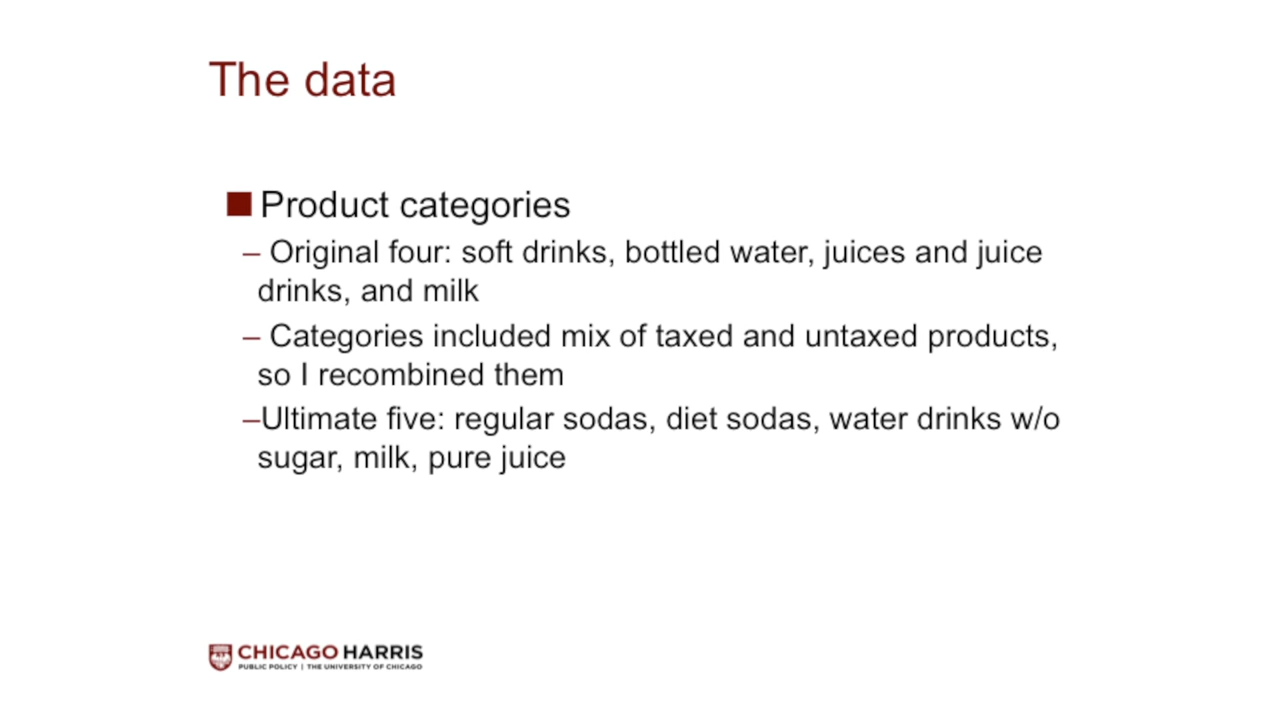 The data
Product categories
– Original four: soft drinks, bottled water, juices and juice
drinks, and milk
– Categories included mix of taxed and untaxed products,
so I recombined them
–Ultimate five: regular sodas, diet sodas, water drinks w/o
sugar, milk, pure juice
CHICAGO HARRIS
PUBLIC POLICY | THE UNIVERSITY OF CHICAGO